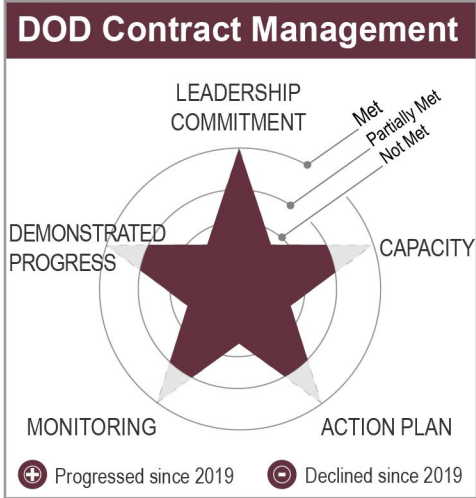 DOD Contract Management
LEADERSHIP
COMMITMENT
Met
Partially Met
Not Met
DEMONSTRATED
PROGRESS
CAPACITY
MONITORING
ACTION PLAN
+ Progressed since 2019
- Declined since 2019